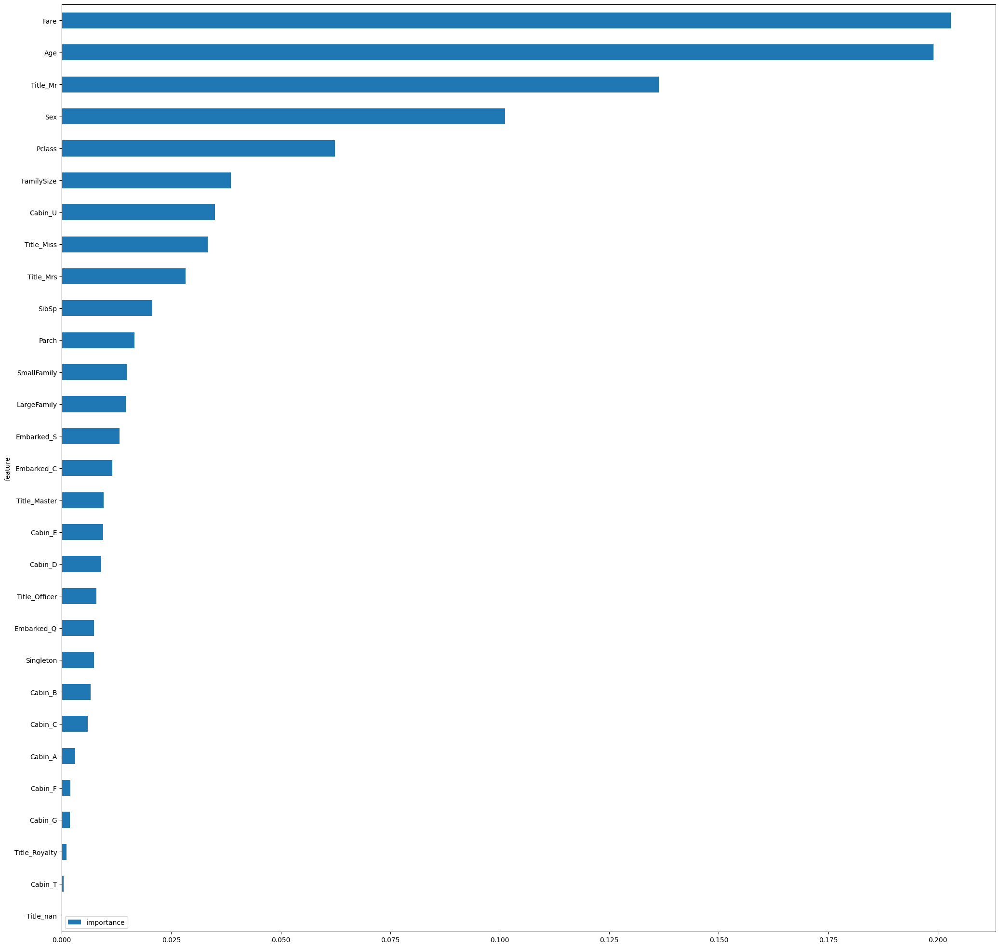 Fare
Age
Title_Mr
Sex
Pclass
FamilySize
Cabin_U
Title_Miss
Title_Mrs
SibSp
Parch
SmallFamily
LargeFamily
Embarked_S
Embarked_C
feature
Title_Master
Cabin_E
Cabin_D
Title_Officer
Embarked_Q
Singleton
Cabin_B
Cabin_C
Cabin_A
Cabin_F
Cabin_G
Title_Royalty
Cabin_T
Title_nan
importance
0.000 0.025 0.050 0.075 0.100 0.125 0.150 0.175 0.200